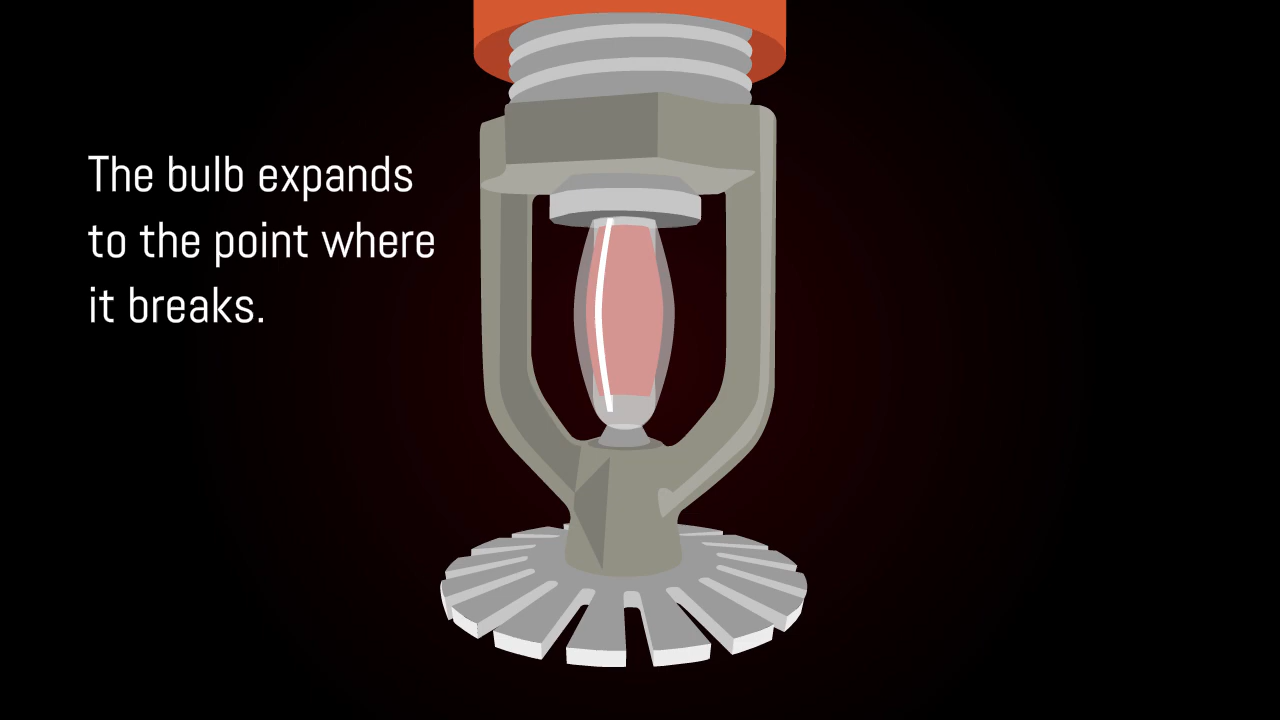 The bulb expands
to the point where
it breaks.